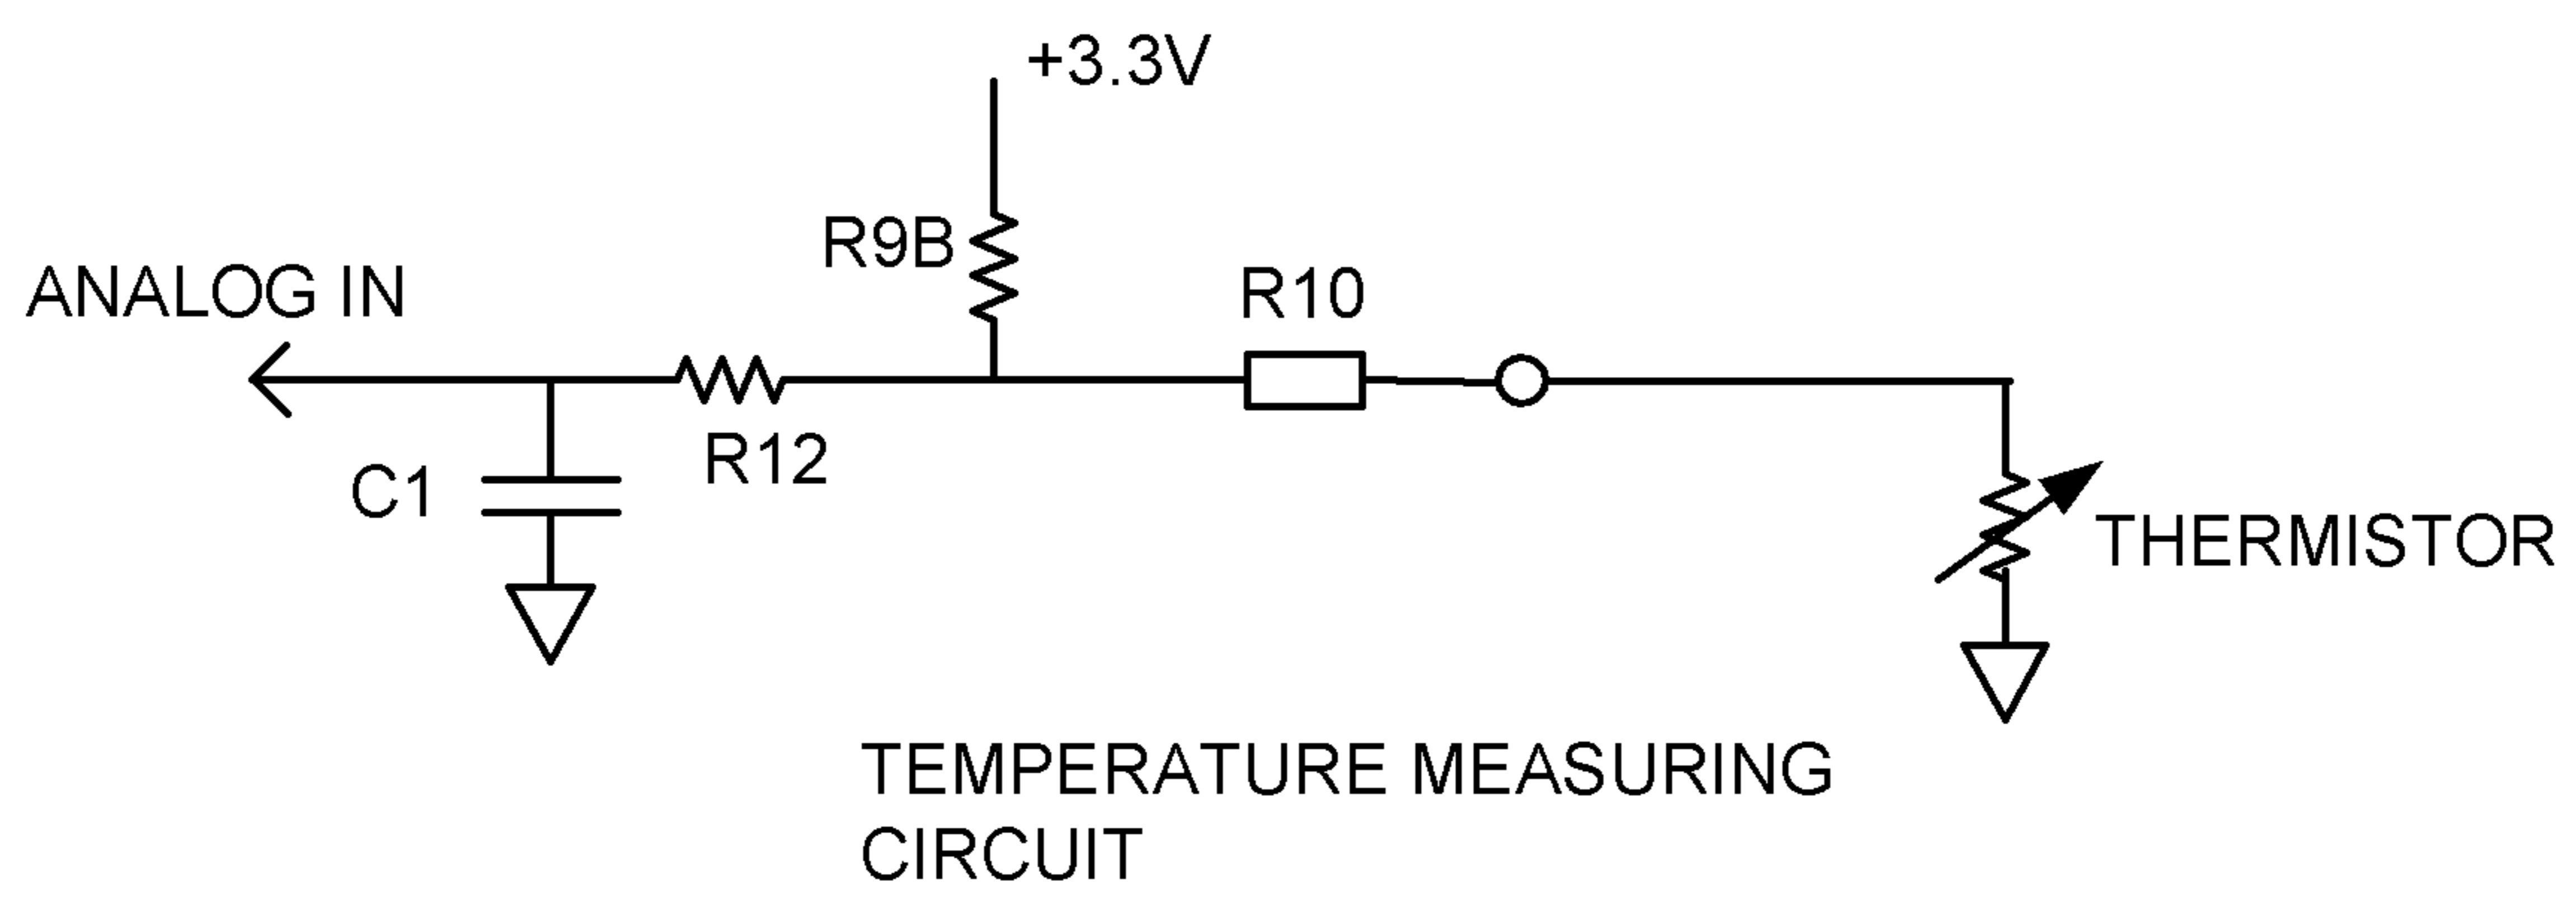 +3.3V
R9B
ANALOG IN
R10
R12
C1
THERMISTOR
TEMPERATURE MEASURING
CIRCUIT